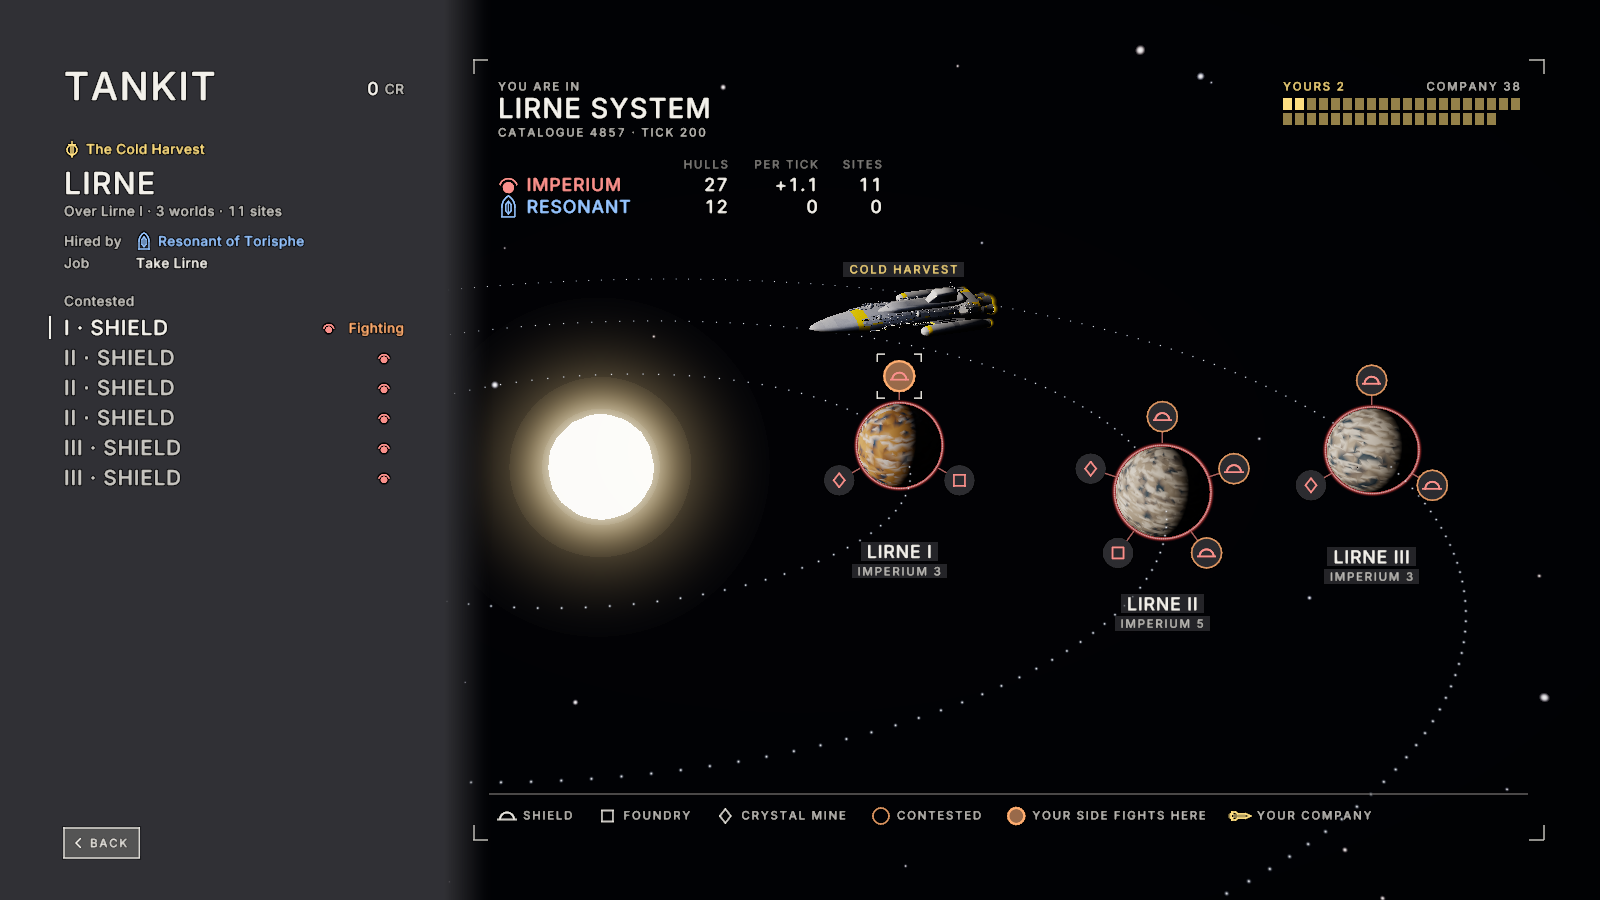 TANKIT
0 CR
The Cold Harvest
LIRNE
Over Lirne I · 3 worlds · 11 sites
Hired by Resonant of Torisphe
Job Take Lirne
Contested
I · SHIELD Fighting
II · SHIELD
II · SHIELD
II · SHIELD
III · SHIELD
III · SHIELD
BACK
YOU ARE IN
LIRNE SYSTEM
CATALOGUE 4857 · TICK 200
HULLS PER TICK SITES
IMPERIUM 27 +1.1 11
RESONANT 12 0 0
YOURS 2 COMPANY 38
COLD HARVEST
LIRNE I
IMPERIUM 3
LIRNE II
IMPERIUM 5
LIRNE III
IMPERIUM 3
SHIELD FOUNDRY CRYSTAL MINE CONTESTED YOUR SIDE FIGHTS HERE YOUR COMPANY